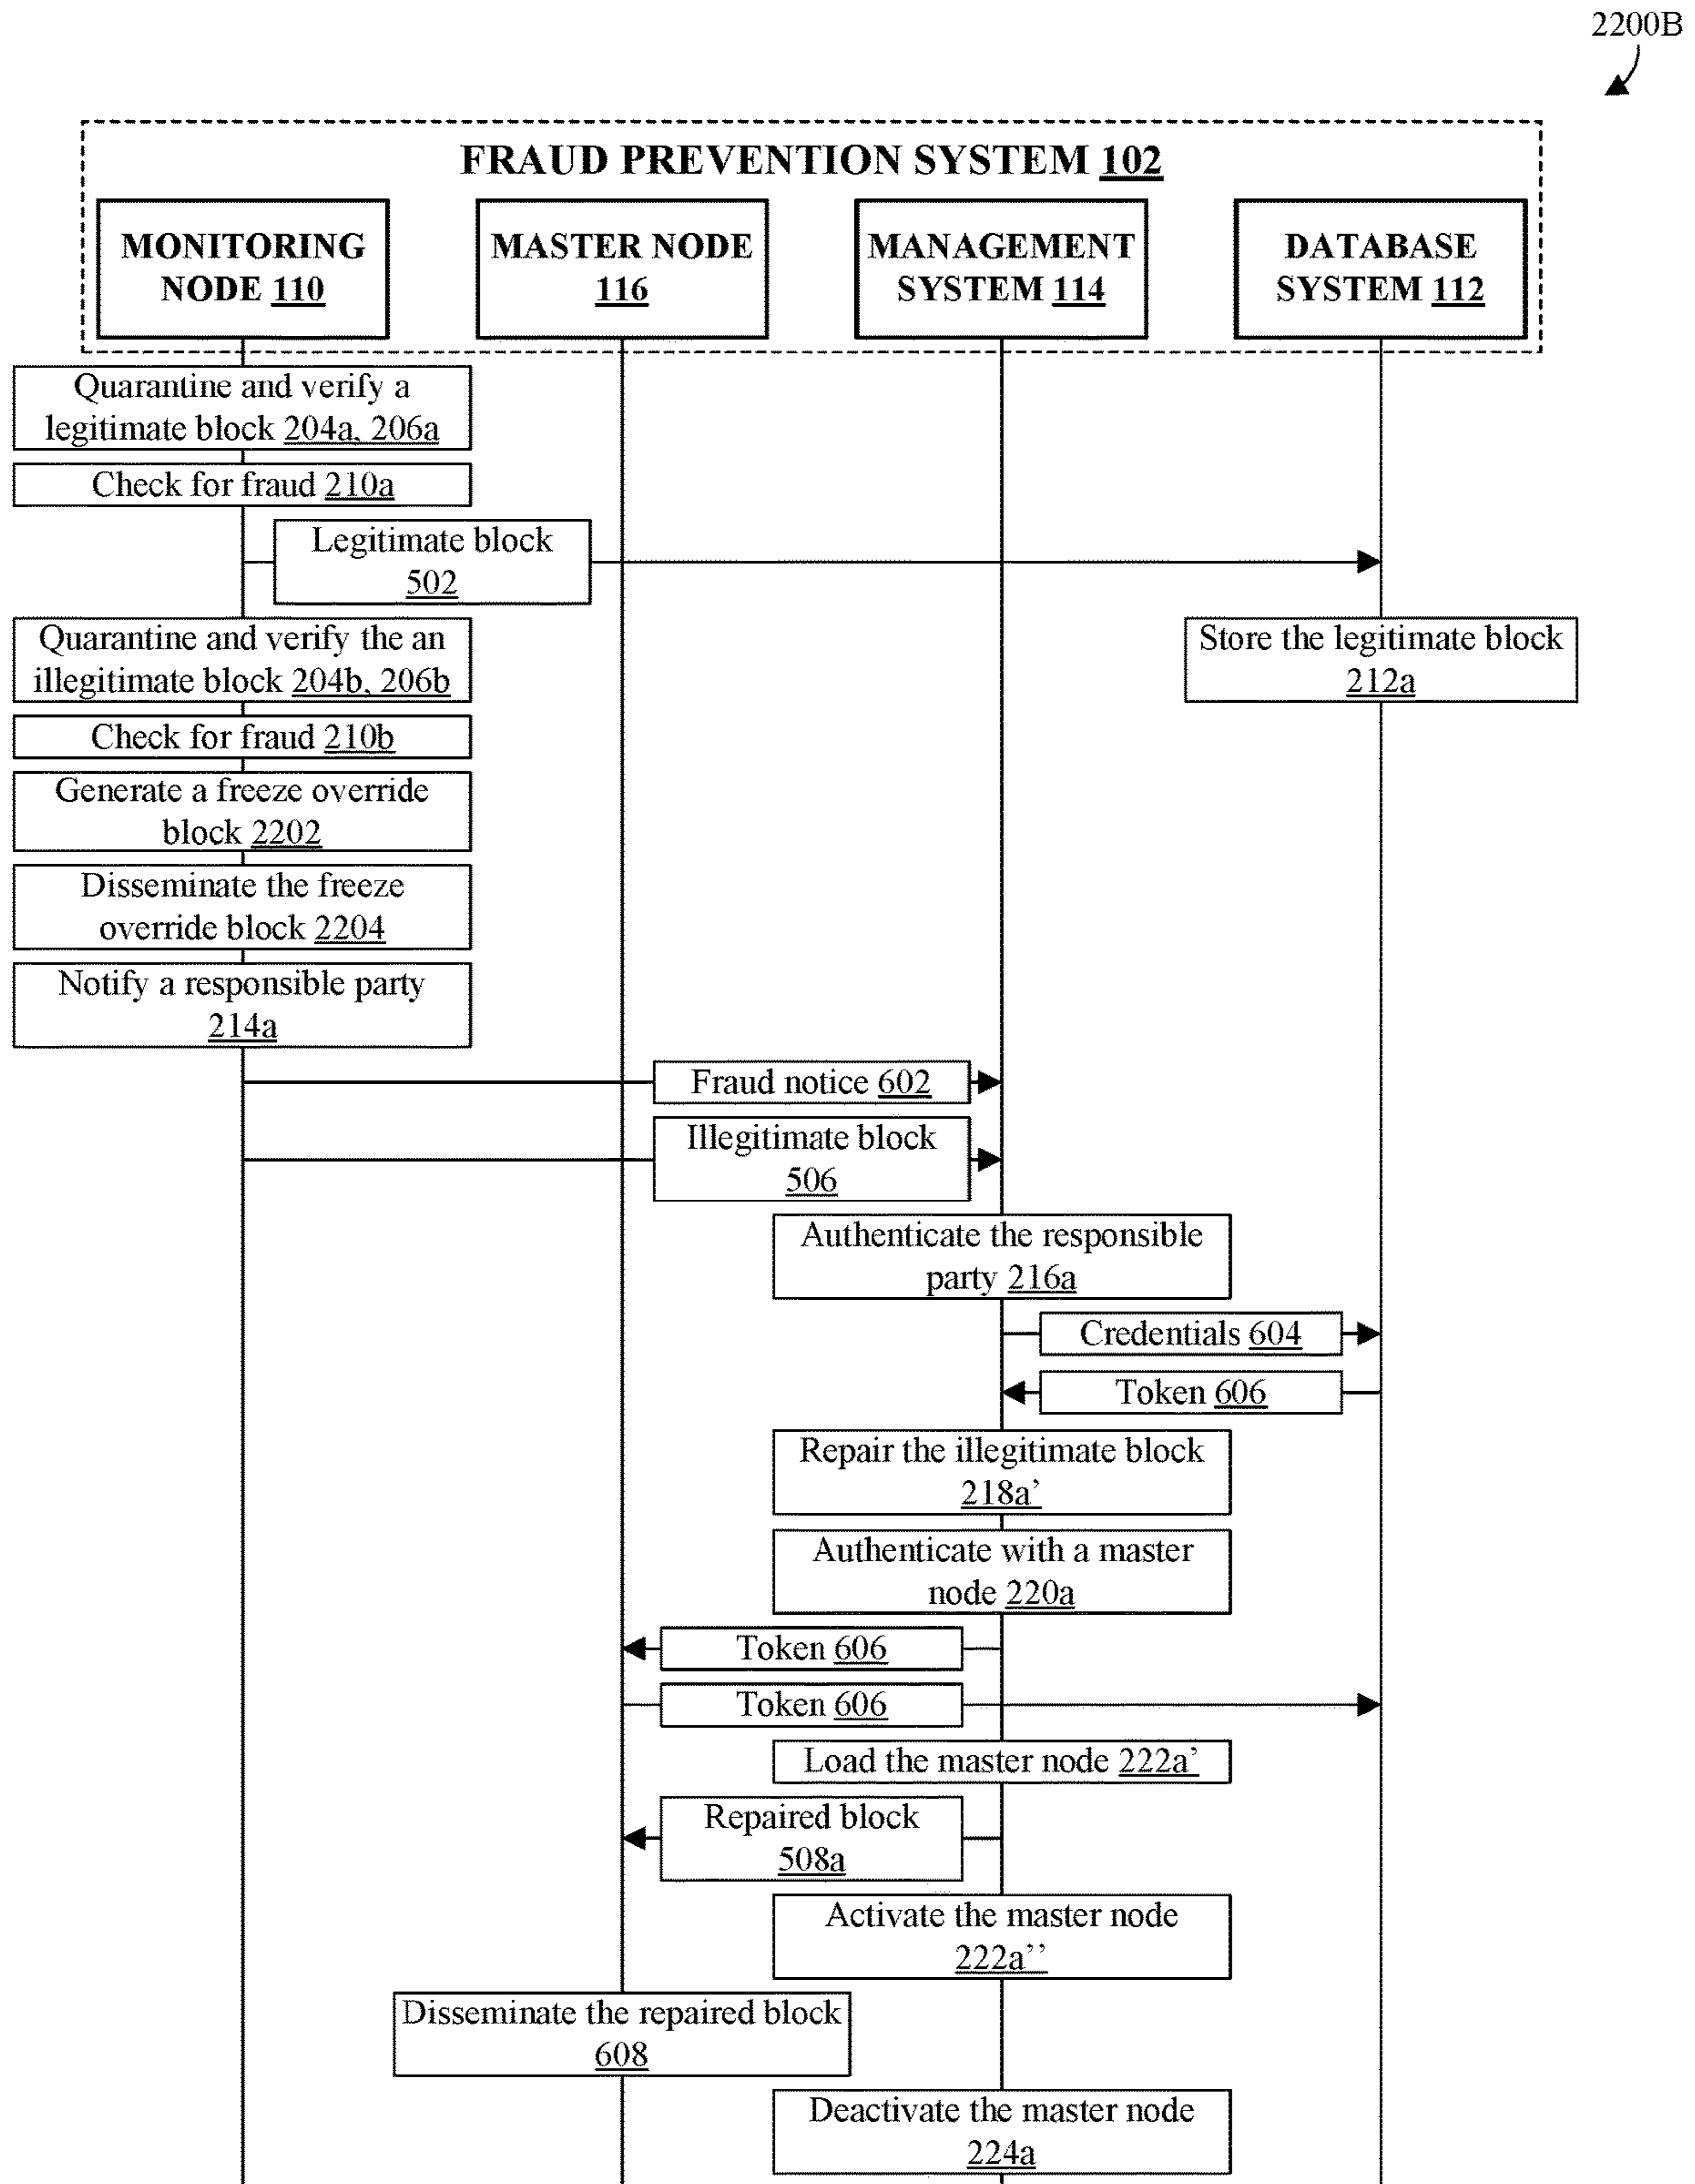 2200B
FRAUD PREVENTION SYSTEM 102
MONITORING
NODE 110
MASTER NODE
116
MANAGEMENT
SYSTEM 114
DATABASE
SYSTEM 112
Quarantine and verify a
legitimate block 204a, 206a
Check for fraud 210a
Legitimate block
502
Quarantine and verify the an
illegitimate block 204b, 206b
Store the legitimate block
212a
Check for fraud 210b
Generate a freeze override
block 2202
Disseminate the freeze
override block 2204
Notify a responsible party
214a
Fraud notice 602
Illegitimate block
506
Authenticate the responsible
party 216a
Credentials 604
Token 606
Repair the illegitimate block
218a’
Authenticate with a master
node 220a
Token 606
Token 606
Load the master node 222a’
Repaired block
508a
Activate the master node
222a’’
Disseminate the repaired block
608
Deactivate the master node
224a